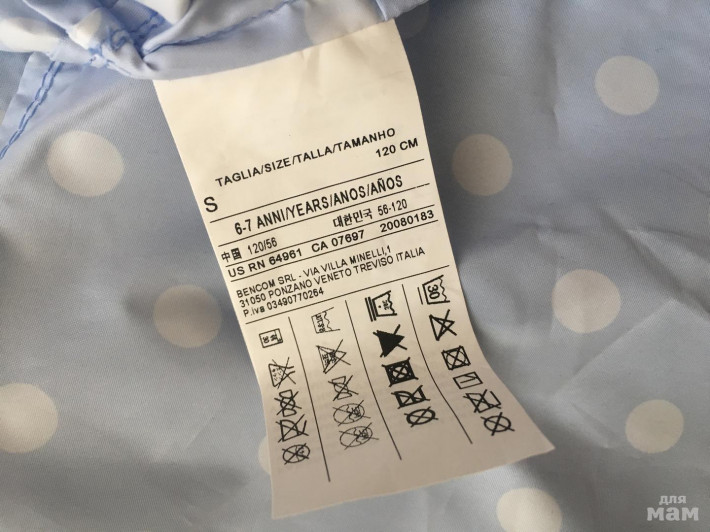 TAGLIA/SIZE/TALLA/TAMANHO
S 120 CM
6-7 ANNI/YEARS/ANOS/AÑOS
中国 120/56 대한민국 56-120
US RN 64961 CA 07697 20080183
BENCOM SRL - VIA VILLA MINELLI,1
31050 PONZANO VENETO TREVISO ITALIA
P.iva 03490770264
30
для
мам